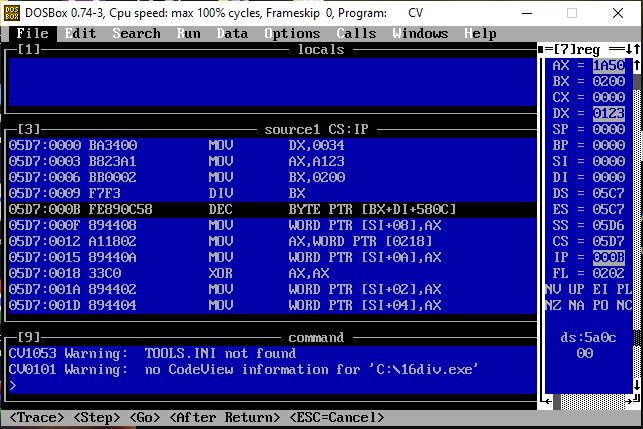 DOSBox 0.74-3, Cpu speed: max 100% cycles, Frameskip 0, Program: CV
File Edit Search Run Data Options Calls Windows Help
[1] locals
[3] source1 CS:IP
05D7:0000 BA3400 MOV DX,0034
05D7:0003 B823A1 MOV AX,A123
05D7:0006 BB0002 MOV BX,0200
05D7:0009 F7F3 DIV BX
05D7:000B FE890C58 DEC BYTE PTR [BX+DI+580C]
05D7:000F 894408 MOV WORD PTR [SI+08],AX
05D7:0012 A11802 MOV AX,WORD PTR [0218]
05D7:0015 89440A MOV WORD PTR [SI+0A],AX
05D7:0018 33C0 XOR AX,AX
05D7:001A 894402 MOV WORD PTR [SI+02],AX
05D7:001D 894404 MOV WORD PTR [SI+04],AX
[9] command
CV1053 Warning: TOOLS.INI not found
CV0101 Warning: no CodeView information for 'C:\16div.exe'
>
[7]reg
AX = 1A50
BX = 0200
CX = 0000
DX = 0123
SP = 0000
BP = 0000
SI = 0000
DI = 0000
DS = 05C7
ES = 05C7
SS = 05D6
CS = 05D7
IP = 000B
FL = 0202
NV UP EI PL
NZ NA PO NC
ds:5a0c
00
<Trace> <Step> <Go> <After Return> <ESC=Cancel>